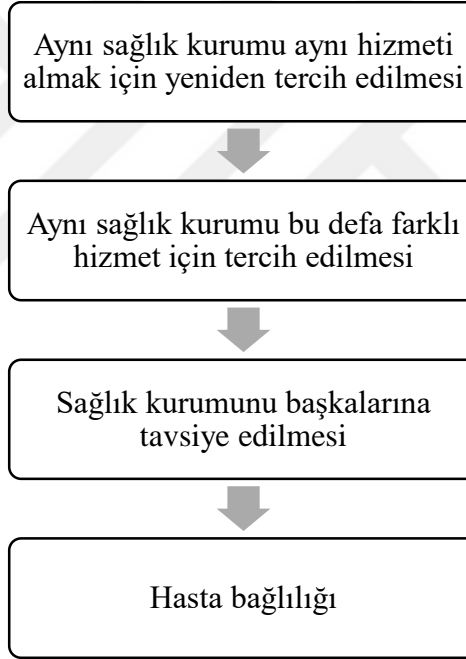 Aynı sağlık kurumu aynı hizmeti
almak için yeniden tercih edilmesi
Aynı sağlık kurumu bu defa farklı
hizmet için tercih edilmesi
Sağlık kurumunu başkalarına
tavsiye edilmesi
Hasta bağlılığı